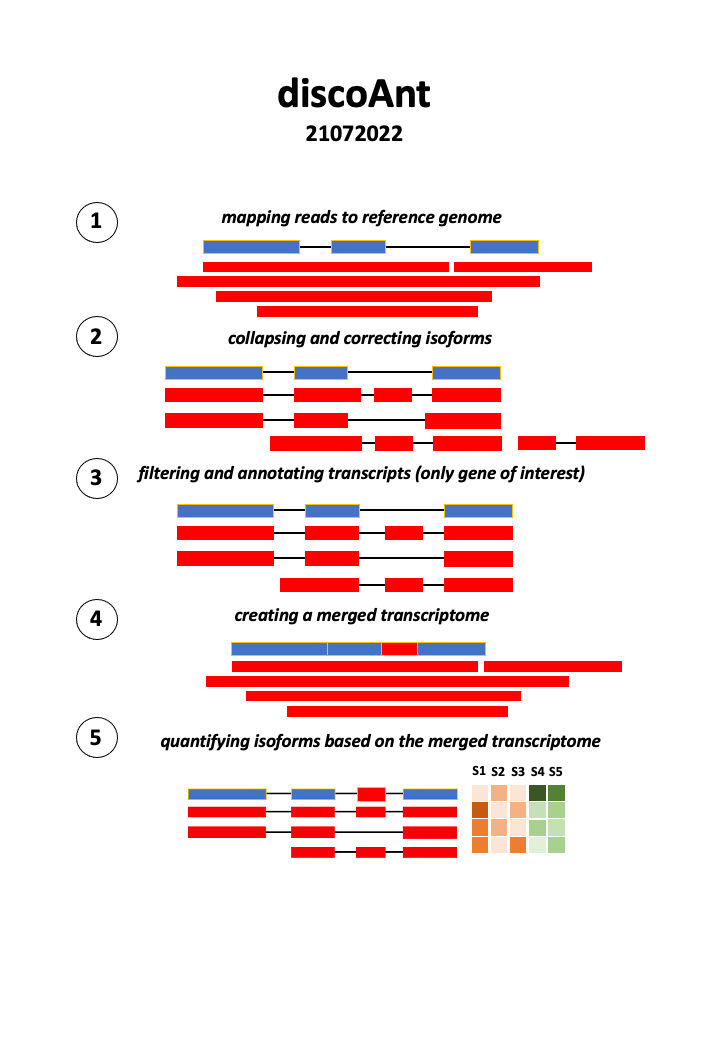 discoAnt
21072022
1
mapping reads to reference genome
2
collapsing and correcting isoforms
3
filtering and annotating transcripts (only gene of interest)
4
creating a merged transcriptome
5
quantifying isoforms based on the merged transcriptome
S1 S2 S3 S4 S5